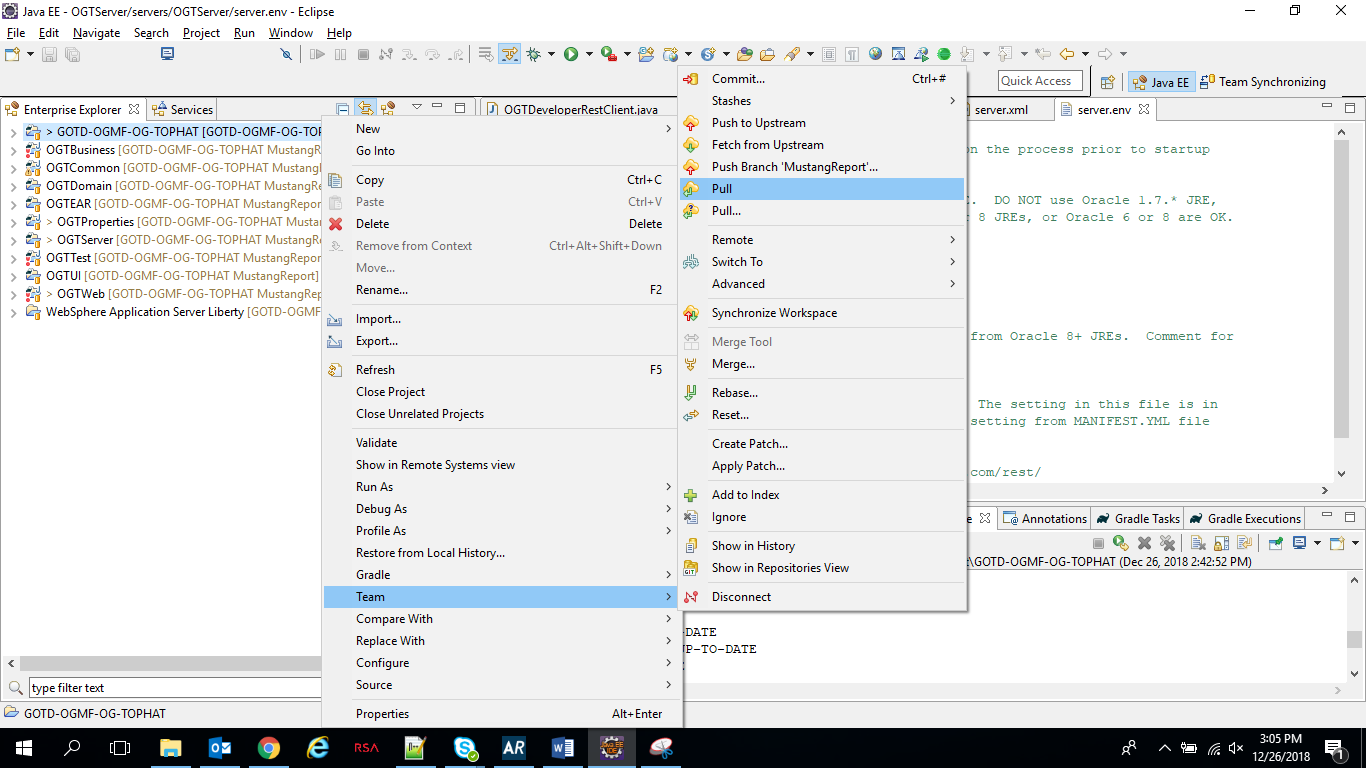 Java EE - OGTServer/servers/OGTServer/server.env - Eclipse
File Edit Navigate Search Project Run Window Help
Quick Access
Java EE
Team Synchronizing
Enterprise Explorer
Services
OGTDeveloperRestClient.java
server.xml
server.env
> GOTD-OGMF-OG-TOPHAT [GOTD-OGMF-OG-TOP
OGTBusiness [GOTD-OGMF-OG-TOPHAT MustangR
OGTCommon [GOTD-OGMF-OG-TOPHAT Mustang
OGTDomain [GOTD-OGMF-OG-TOPHAT MustangRe
OGTEAR [GOTD-OGMF-OG-TOPHAT MustangRepor
> OGTProperties [GOTD-OGMF-OG-TOPHAT Mustang
> OGTServer [GOTD-OGMF-OG-TOPHAT MustangRe
OGTTest [GOTD-OGMF-OG-TOPHAT MustangRepor
OGTUI [GOTD-OGMF-OG-TOPHAT MustangReport]
> OGTWeb [GOTD-OGMF-OG-TOPHAT MustangRep
WebSphere Application Server Liberty [GOTD-OGMF
type filter text
GOTD-OGMF-OG-TOPHAT
New
Go Into
Copy Ctrl+C
Paste Ctrl+V
Delete Delete
Remove from Context Ctrl+Alt+Shift+Down
Move...
Rename... F2
Import...
Export...
Refresh F5
Close Project
Close Unrelated Projects
Validate
Show in Remote Systems view
Run As
Debug As
Profile As
Restore from Local History...
Gradle
Team
Compare With
Replace With
Configure
Source
Properties Alt+Enter
Commit... Ctrl+#
Stashes
Push to Upstream
Fetch from Upstream
Push Branch 'MustangReport'...
Pull
Pull...
Remote
Switch To
Advanced
Synchronize Workspace
Merge Tool
Merge...
Rebase...
Reset...
Create Patch...
Apply Patch...
Add to Index
Ignore
Show in History
Show in Repositories View
Disconnect
on the process prior to startup
. DO NOT use Oracle 1.7.* JRE,
r 8 JREs, or Oracle 6 or 8 are OK.
from Oracle 8+ JREs. Comment for
The setting in this file is in
setting from MANIFEST.YML file
com/rest/
e
Annotations
Gradle Tasks
Gradle Executions
\GOTD-OGMF-OG-TOPHAT (Dec 26, 2018 2:42:52 PM)
-DATE
UP-TO-DATE
RSA
AR
3:05 PM
12/26/2018
1